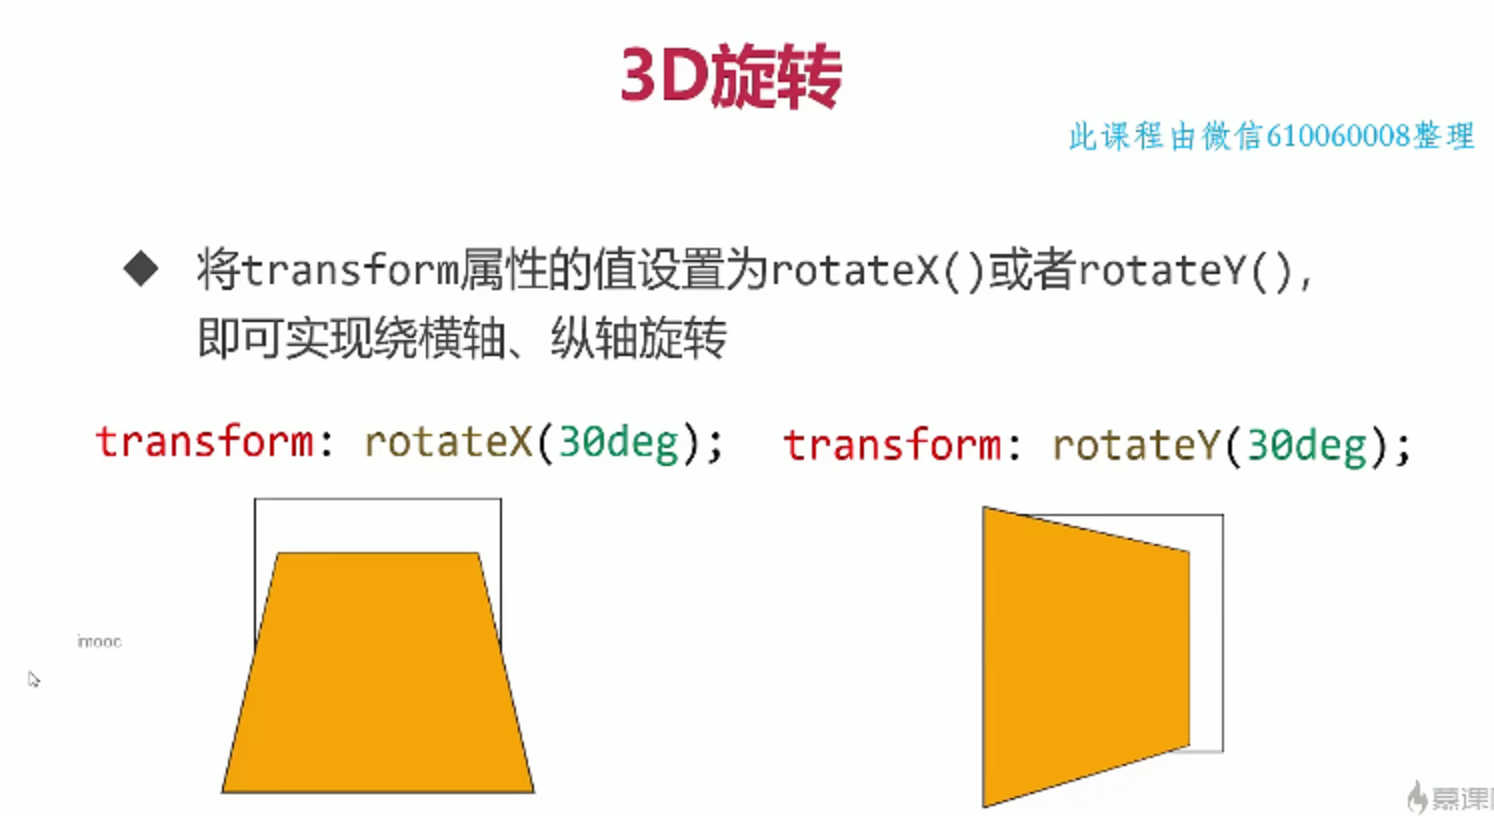 3D旋转
此课程由微信610060008整理
将transform属性的值设置为rotateX()或者rotateY()，
即可实现绕横轴、纵轴旋转
transform: rotateX(30deg);
transform: rotateY(30deg);
imooc
慕课